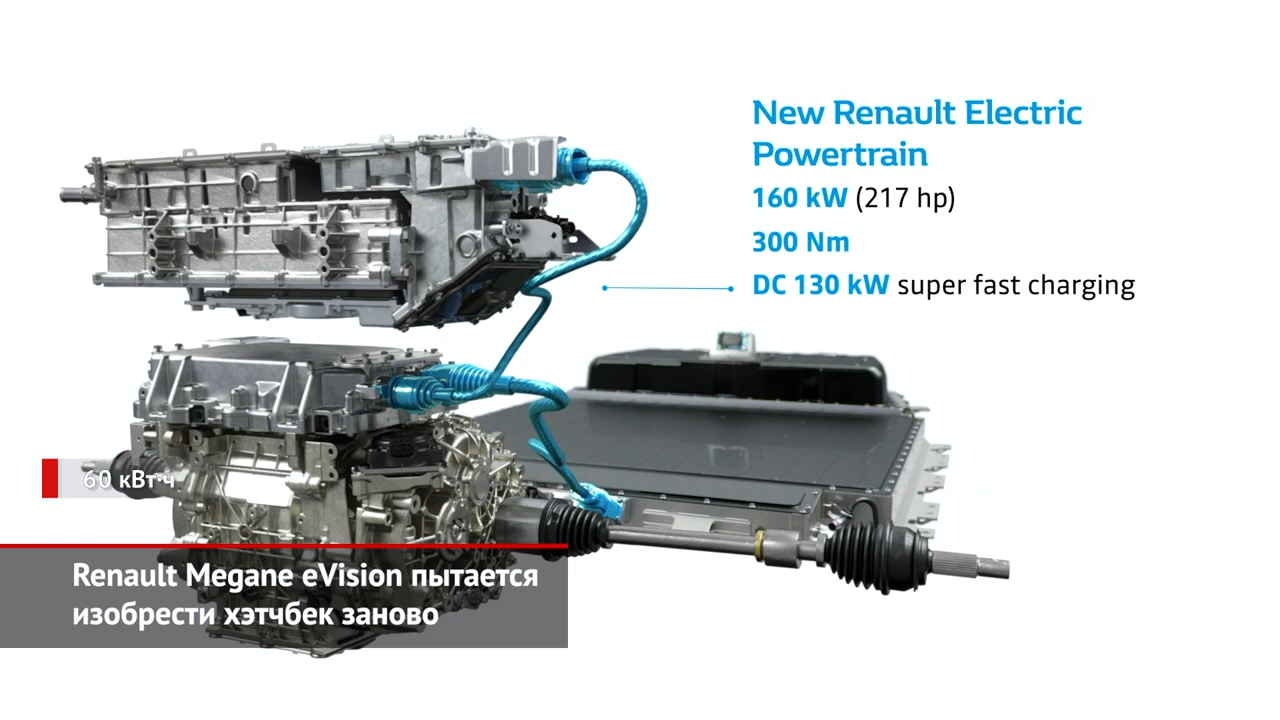 New Renault Electric
Powertrain
160 kW (217 hp)
300 Nm
DC 130 kW super fast charging
60 кВт·ч
Renault Megane eVision пытается
изобрести хэтчбек заново